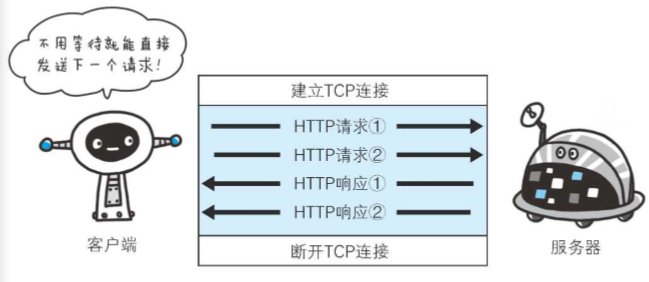 不用等待就能直接
发送下一个请求!
建立TCP连接
HTTP请求①
HTTP请求②
HTTP响应①
HTTP响应②
断开TCP连接
客户端
服务器